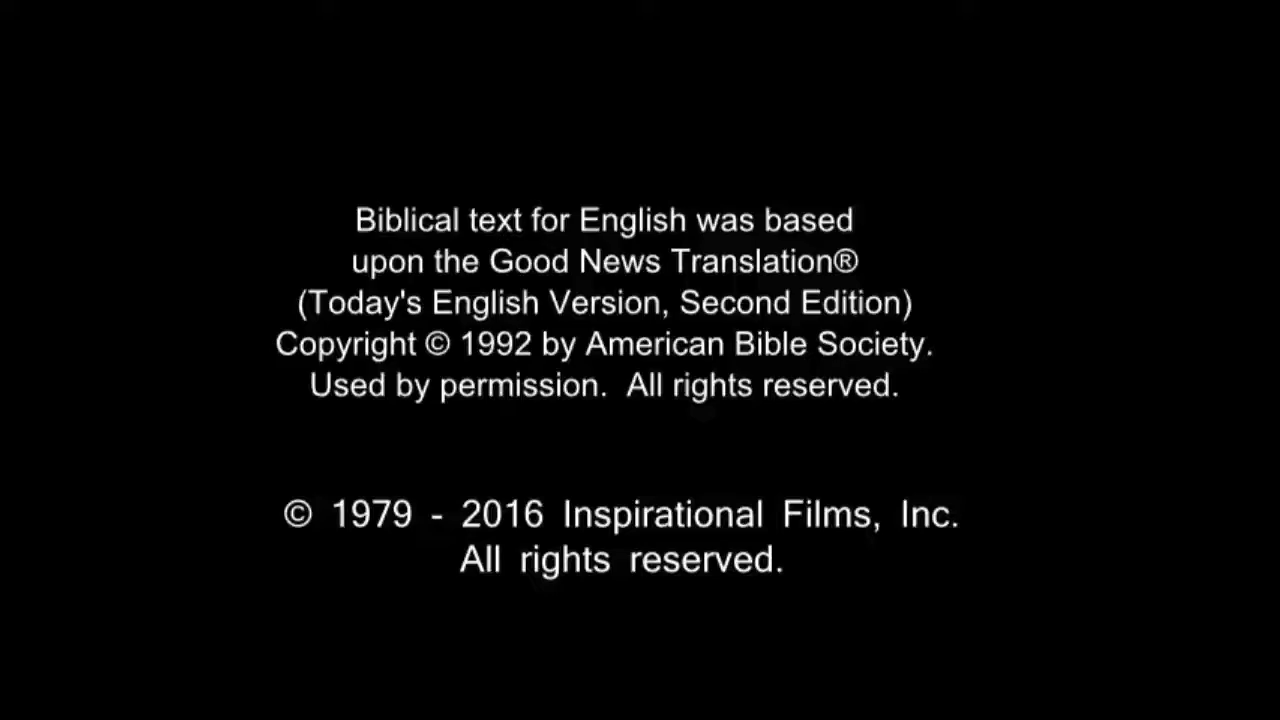 Biblical text for English was based
upon the Good News Translation®
(Today's English Version, Second Edition)
Copyright © 1992 by American Bible Society.
Used by permission.  All rights reserved.
© 1979 - 2016 Inspirational Films, Inc.
All rights reserved.